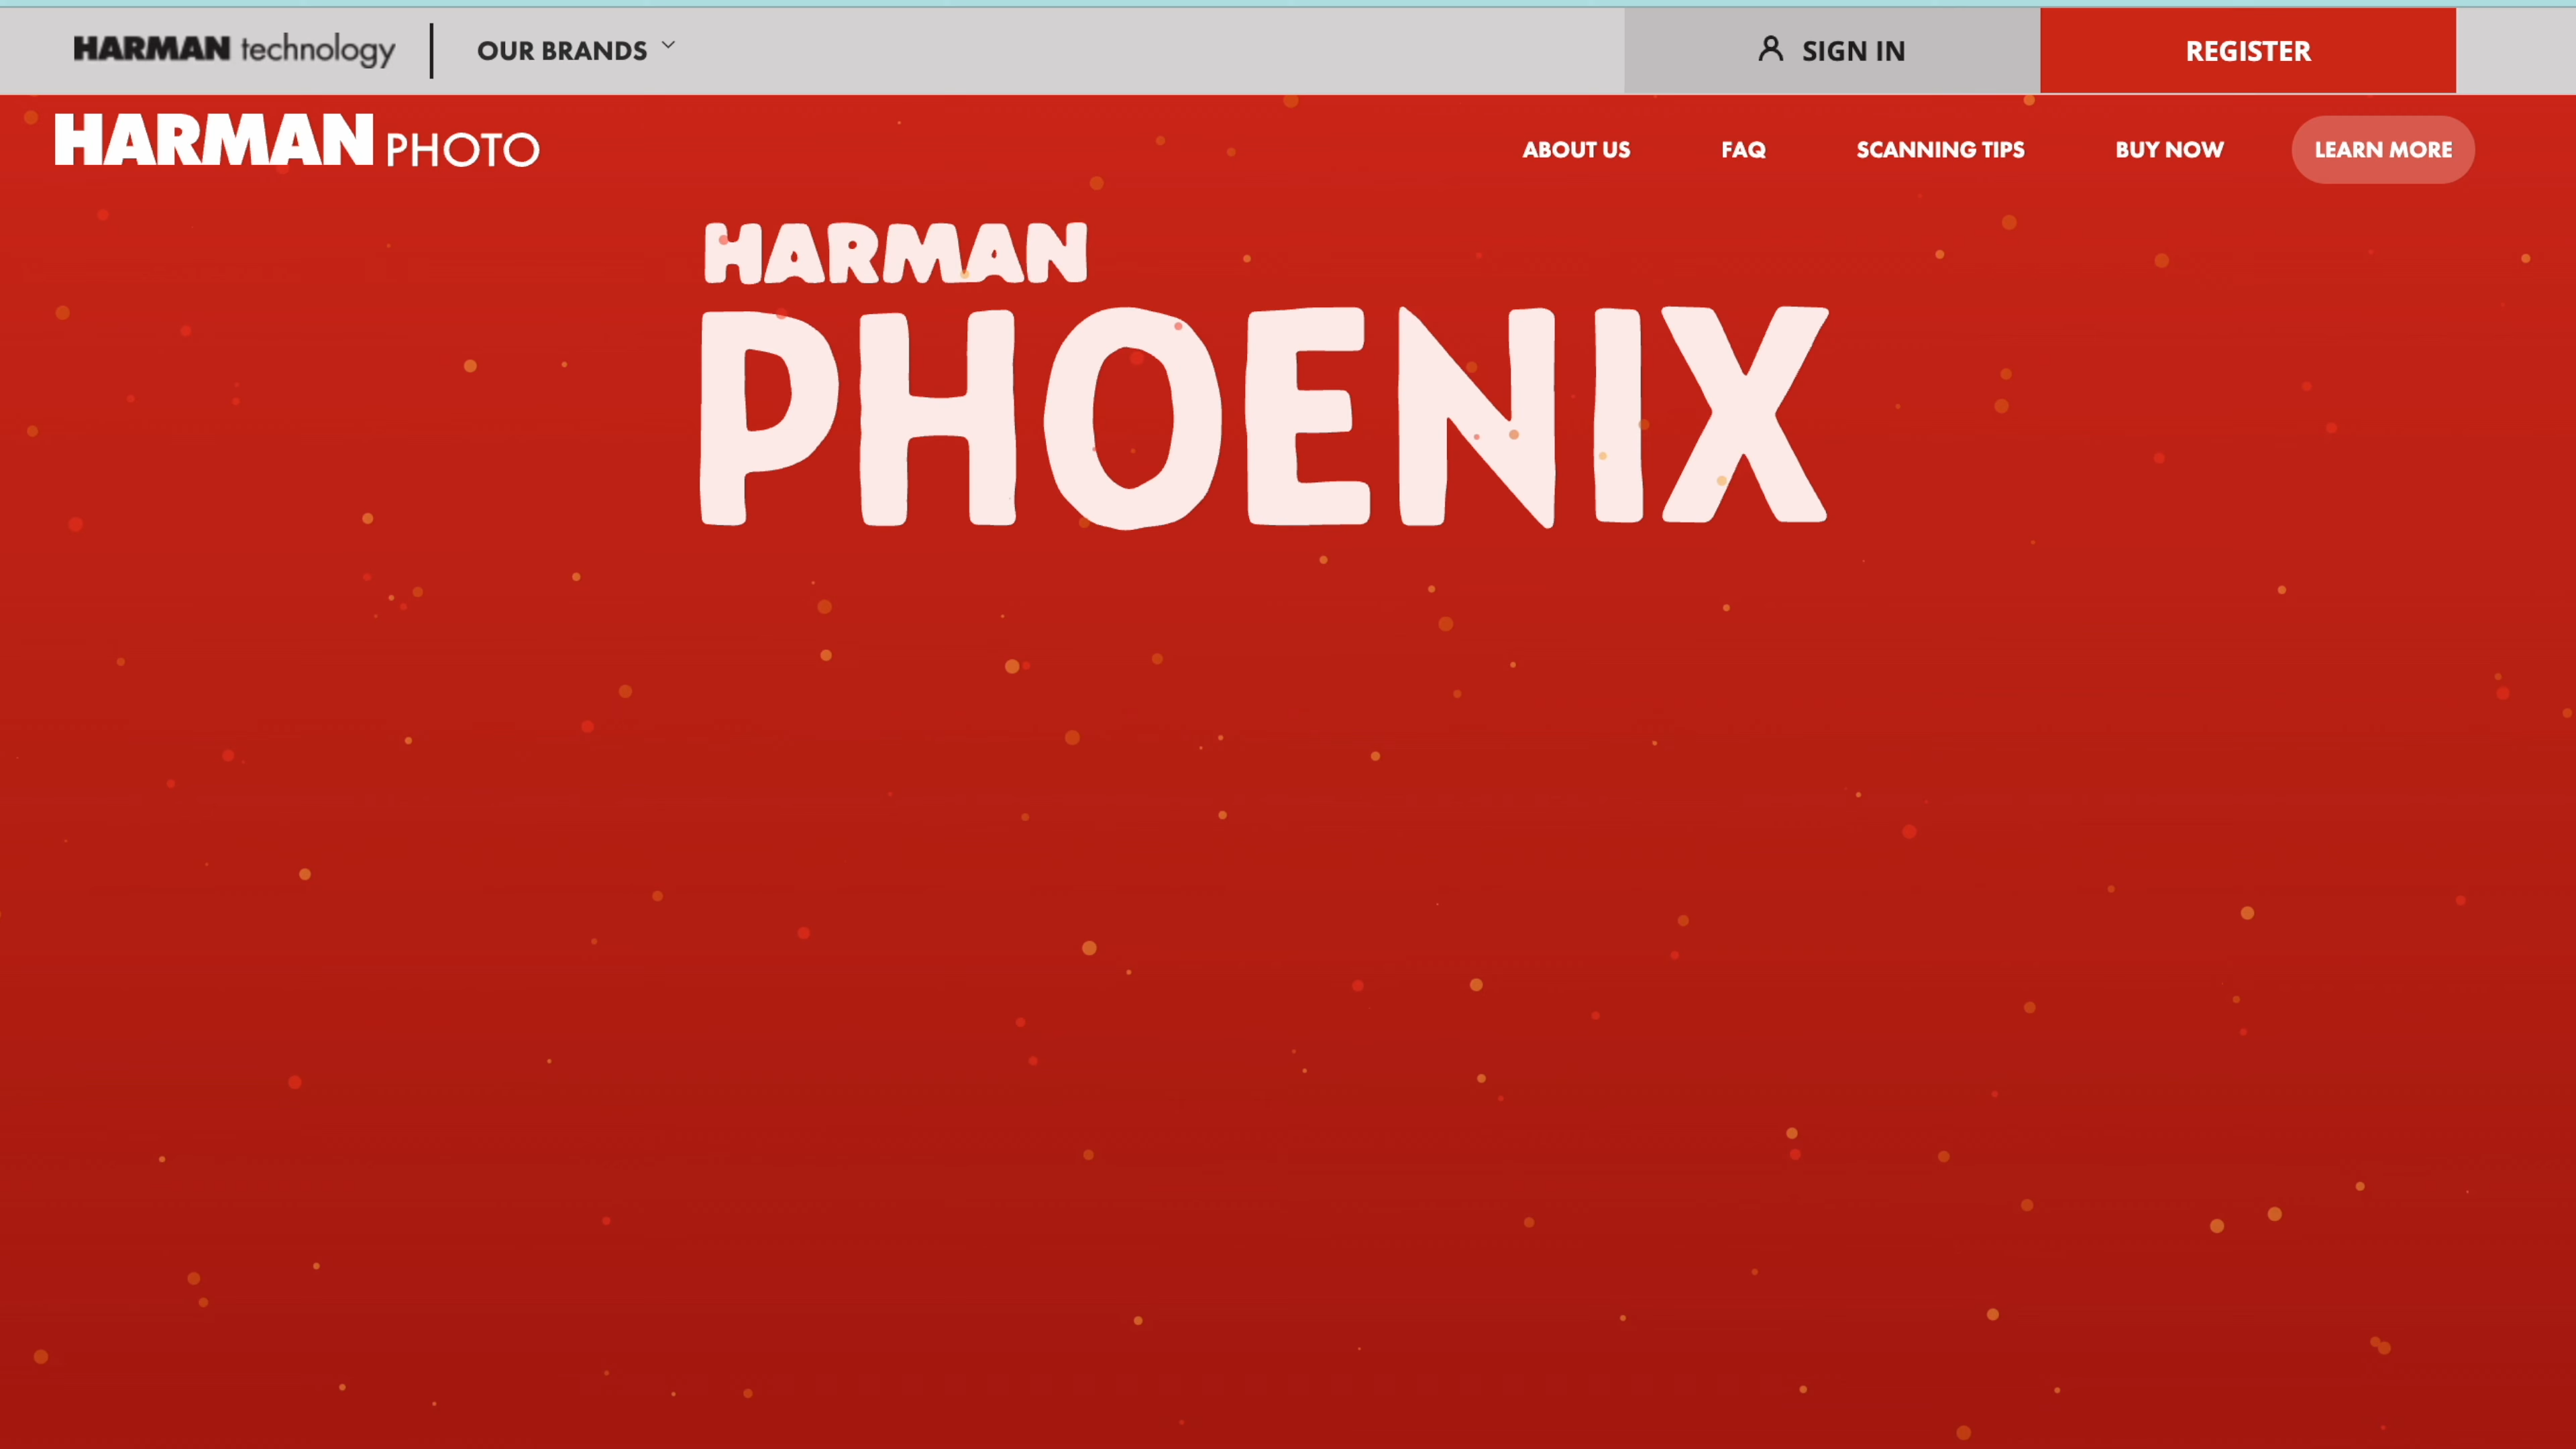 HARMAN technology OUR BRANDS SIGN IN REGISTER
HARMAN PHOTO ABOUT US FAQ SCANNING TIPS BUY NOW LEARN MORE
HARMAN
PHOENIX